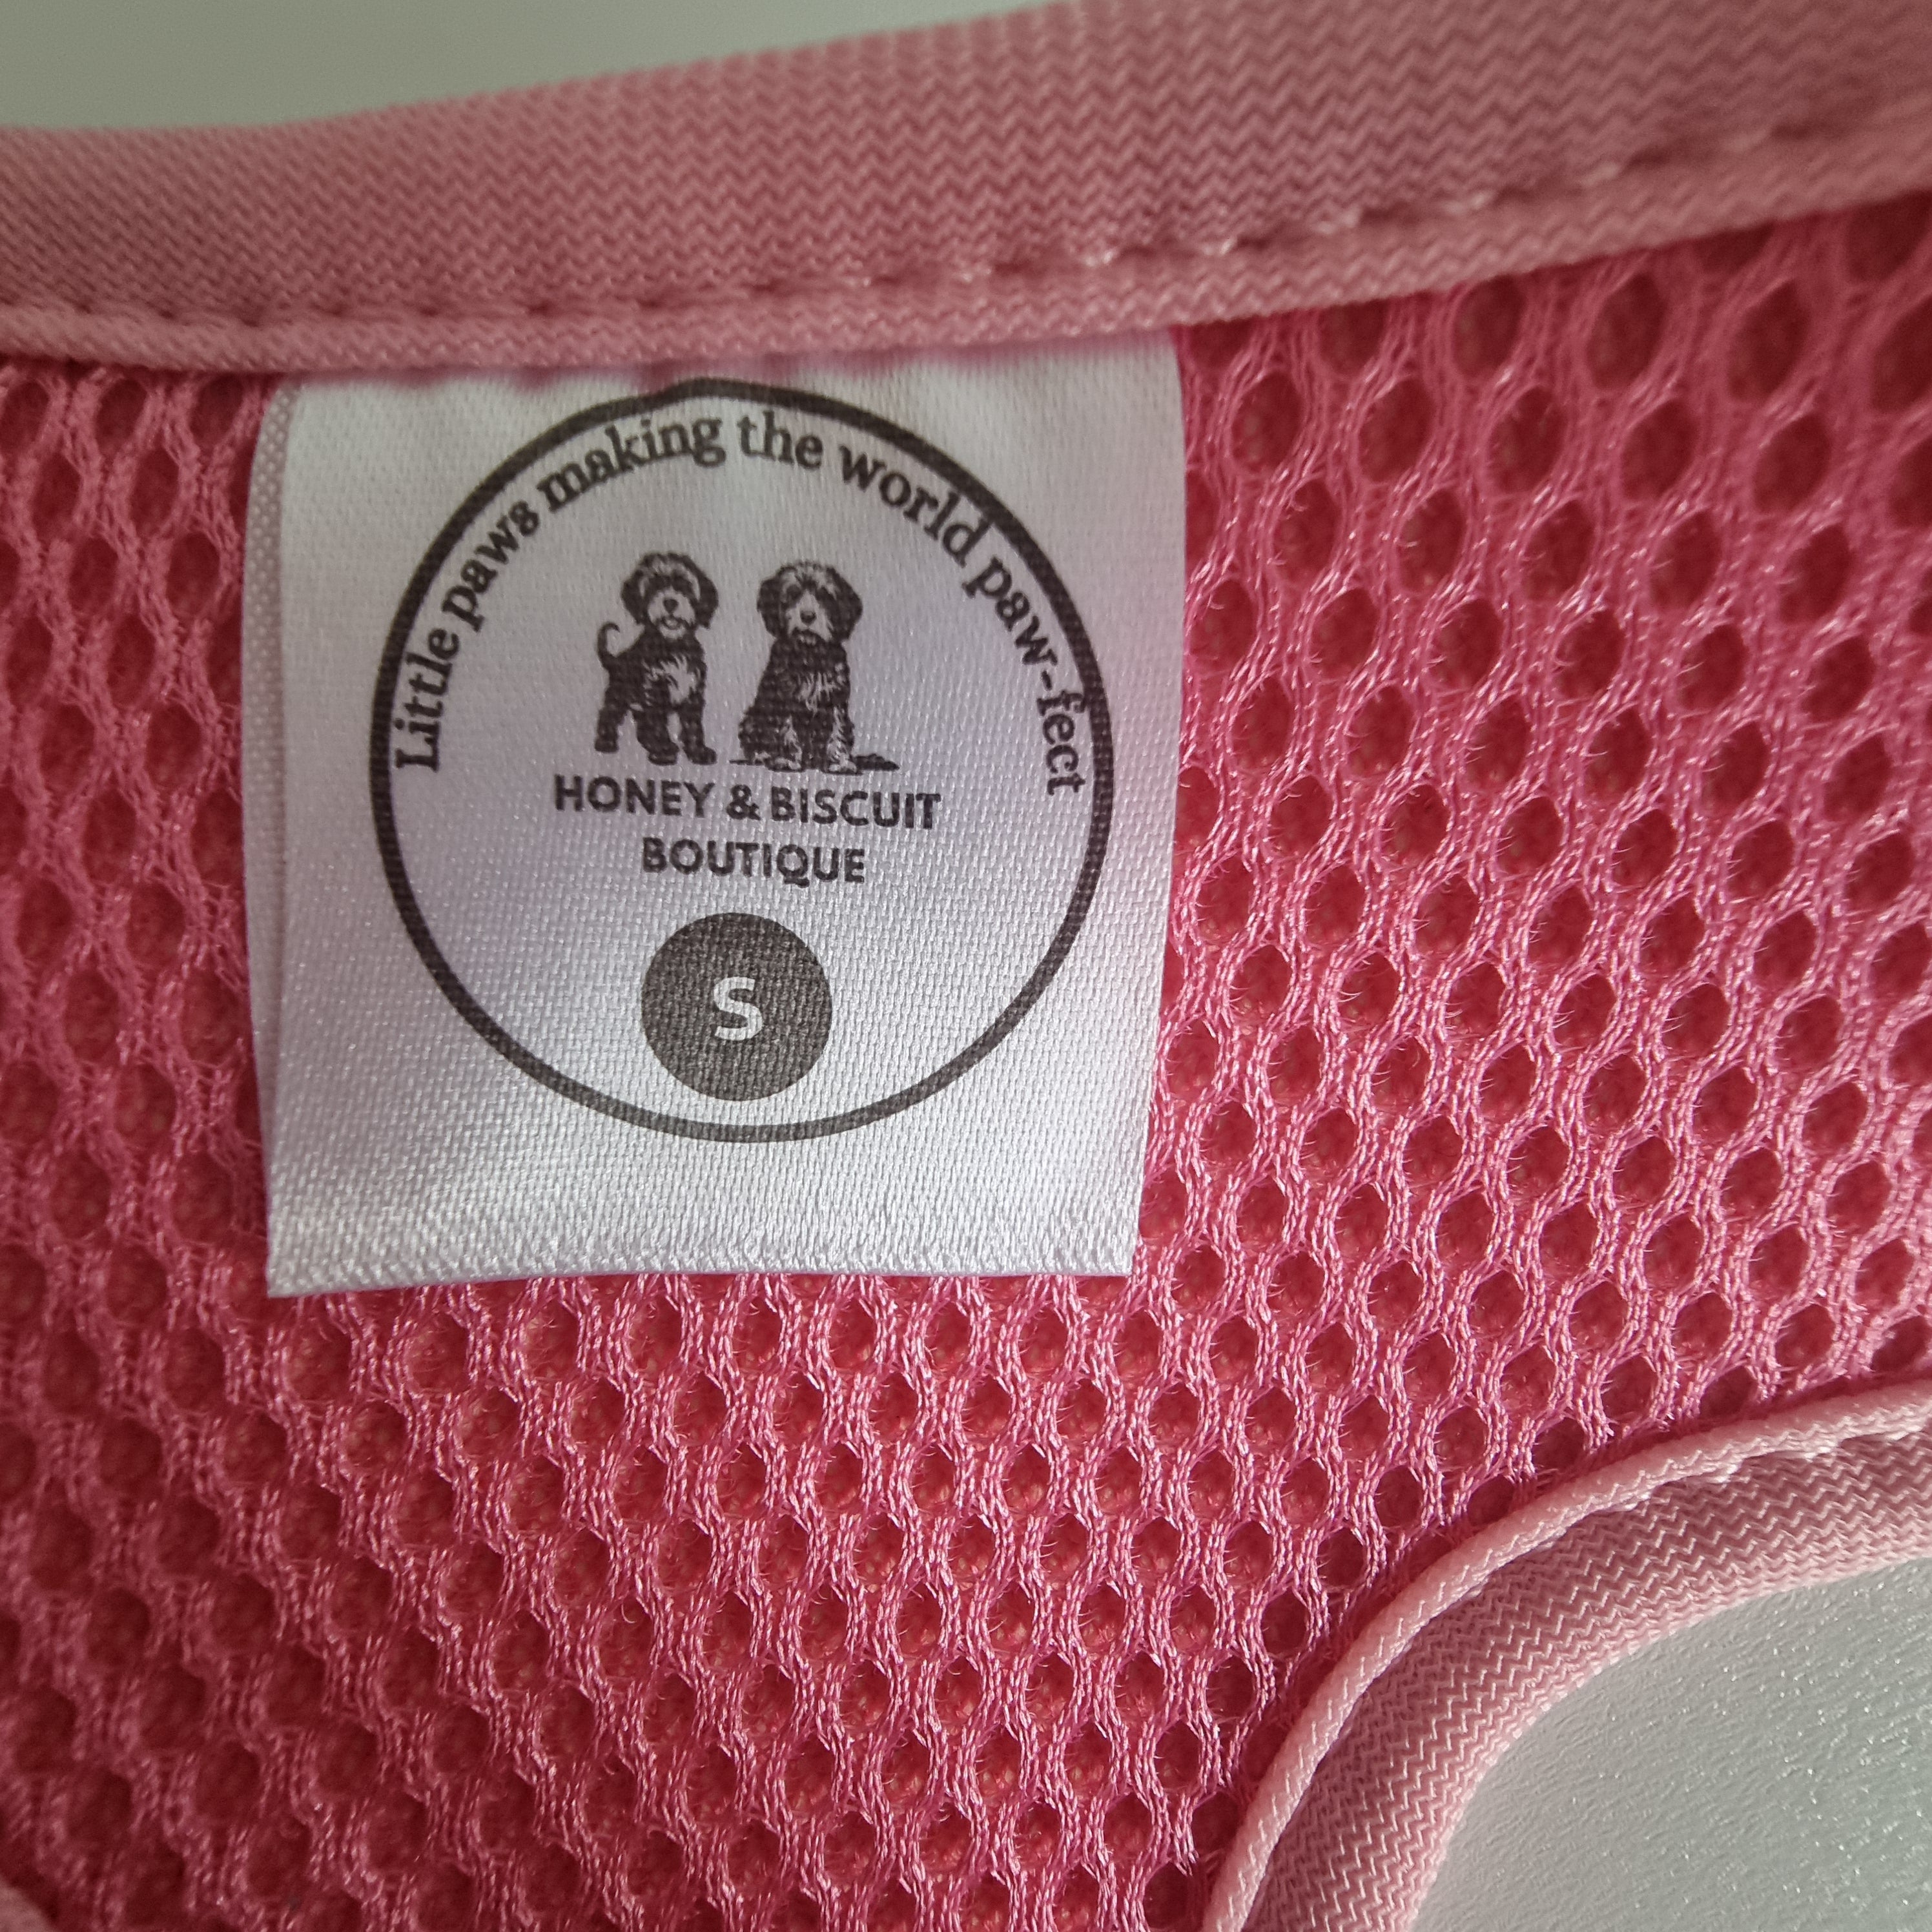 Little paws making the world paw-fect
HONEY & BISCUIT
BOUTIQUE
S